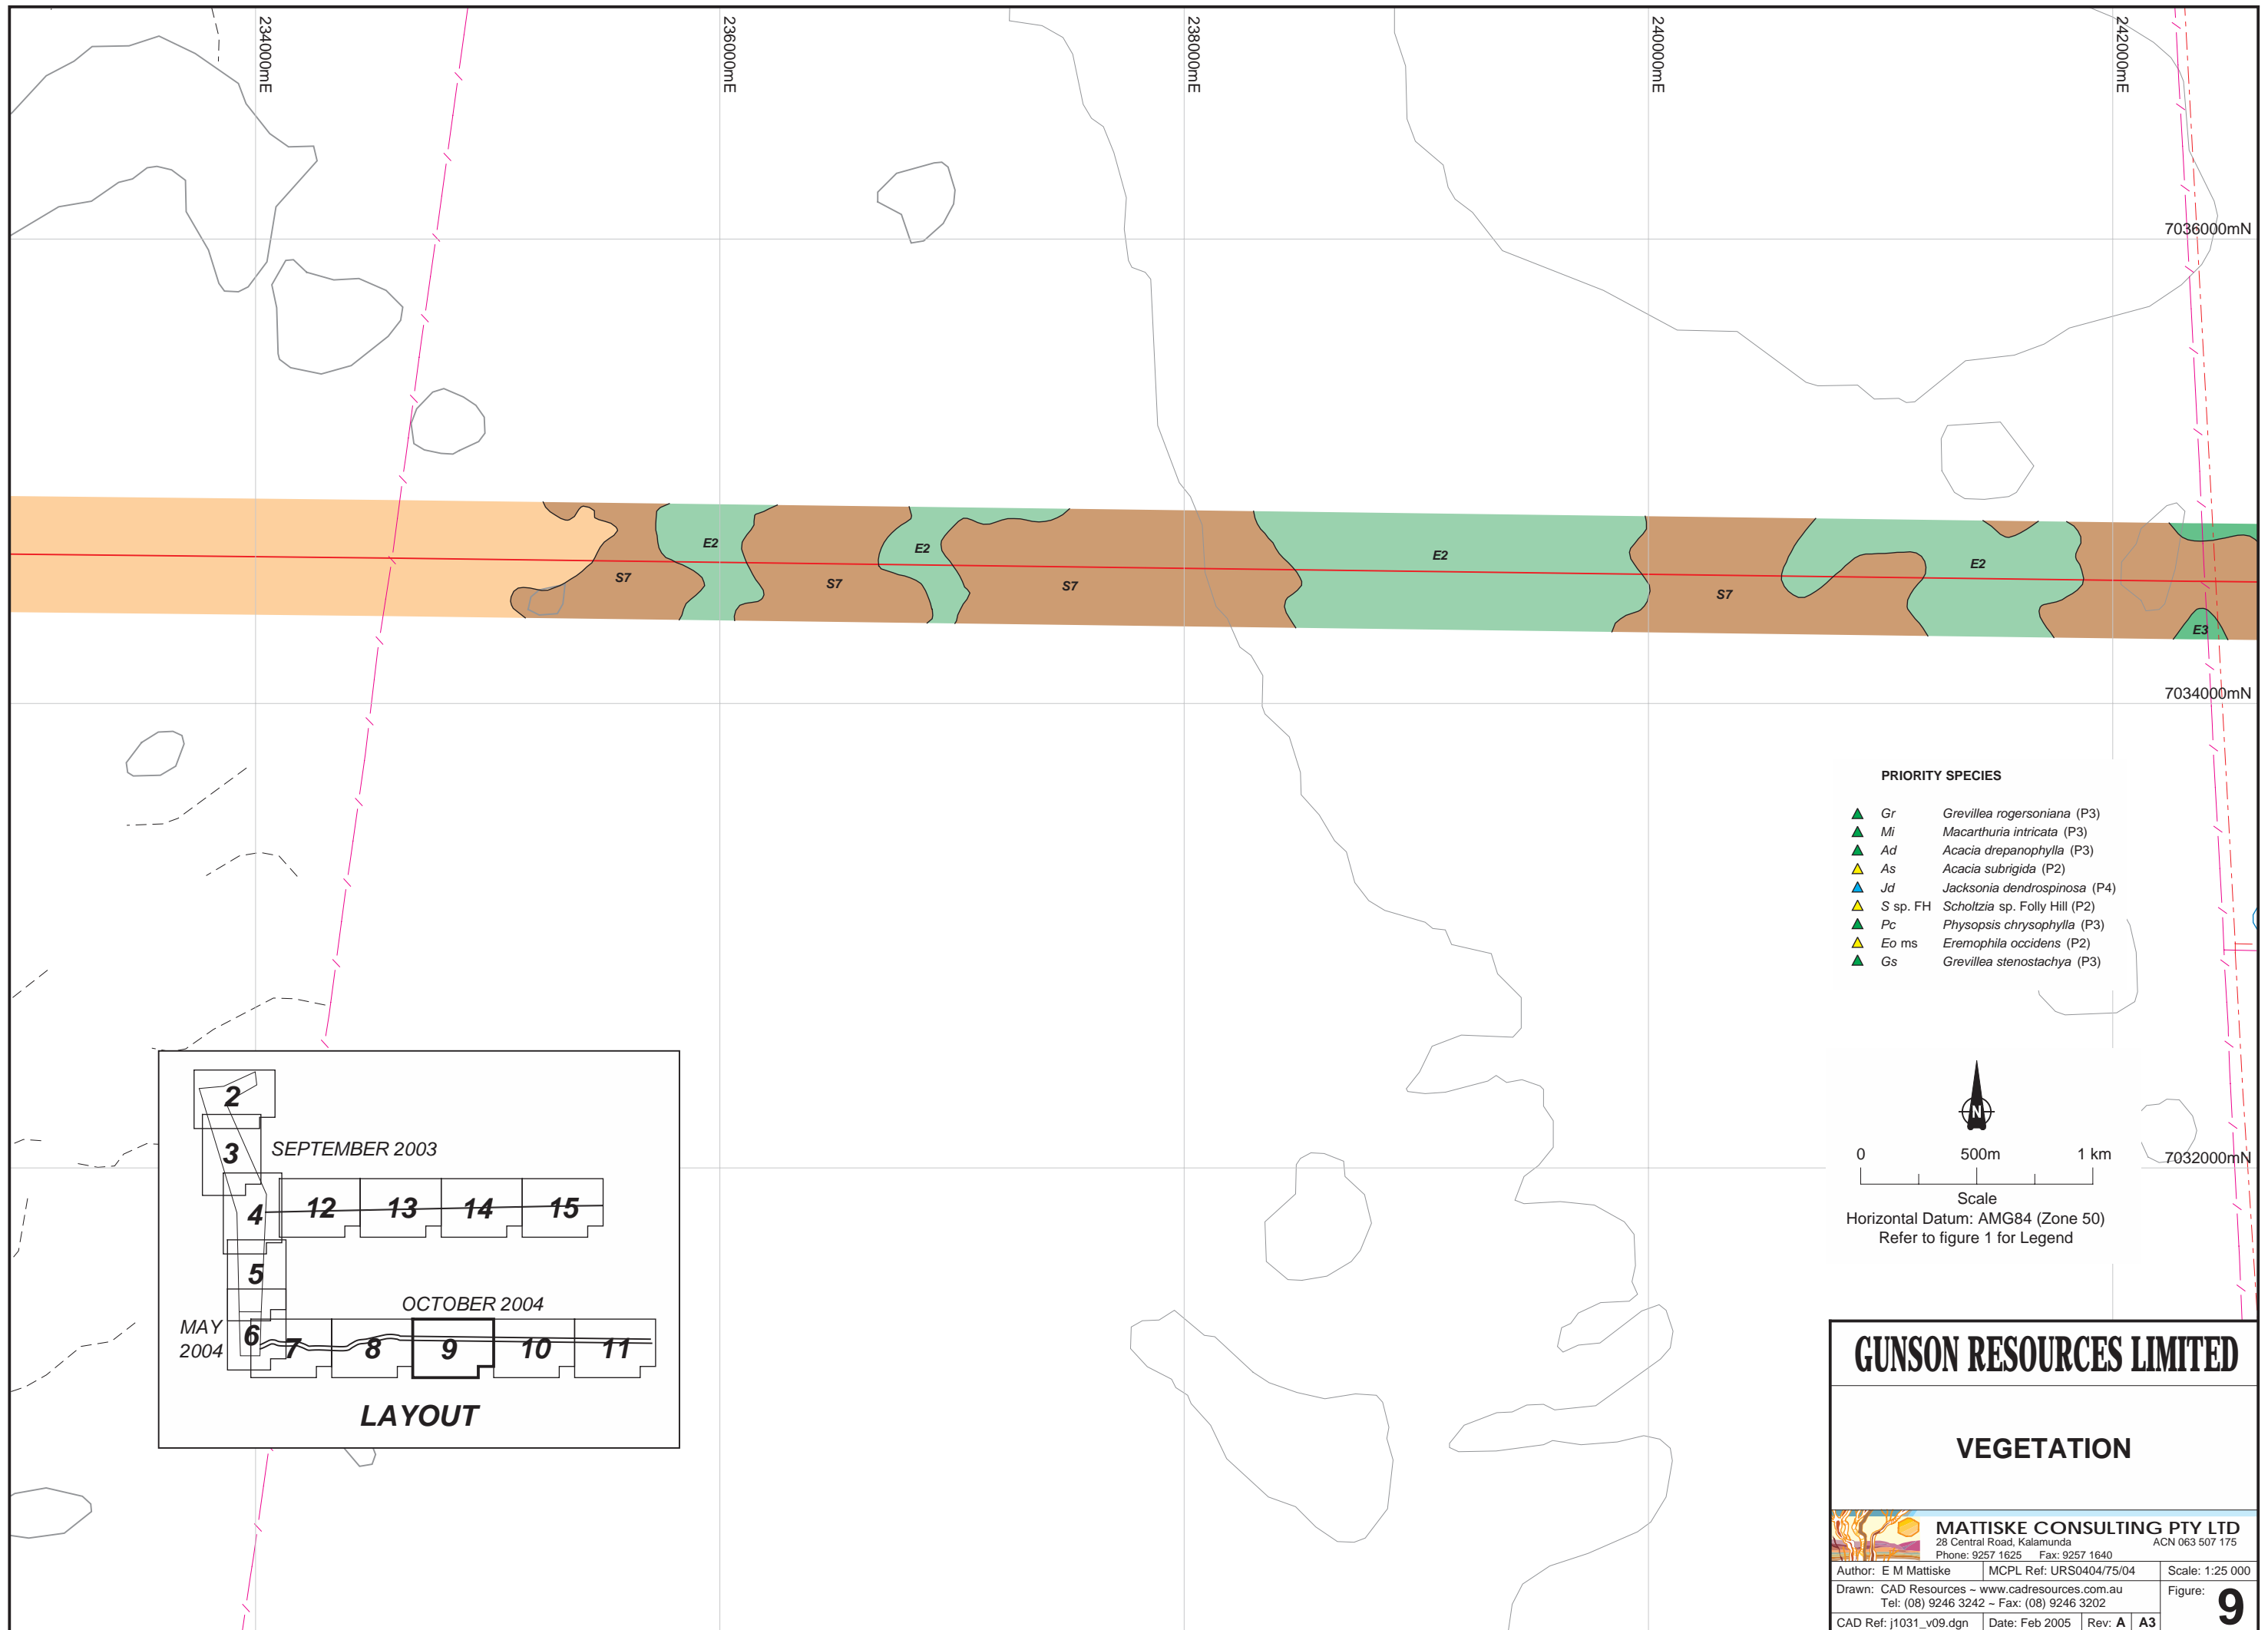 234000mE
236000mE
238000mE
240000mE
242000mE
7036000mN
E2
E2
E2
E2
S7
S7
S7
S7
E3
7034000mN
PRIORITY SPECIES
Gr Grevillea rogersoniana (P3)
Mi Macarthuria intricata (P3)
Ad Acacia drepanophylla (P3)
As Acacia subrigida (P2)
Jd Jacksonia dendrospinosa (P4)
S sp. FH Scholtzia sp. Folly Hill (P2)
Pc Physopsis chrysophylla (P3)
Eo ms Eremophila occidens (P2)
Gs Grevillea stenostachya (P3)
N
0 500m 1 km
7032000mN
Scale
Horizontal Datum: AMG84 (Zone 50)
Refer to figure 1 for Legend
2
3
SEPTEMBER 2003
4
12
13
14
15
5
OCTOBER 2004
MAY
2004
6
7
8
9
10
11
LAYOUT
GUNSON RESOURCES LIMITED
VEGETATION
MATTISKE CONSULTING PTY LTD
28 Central Road, Kalamunda ACN 063 507 175
Phone: 9257 1625 Fax: 9257 1640
Author: E M Mattiske MCPL Ref: URS0404/75/04 Scale: 1:25 000
Drawn: CAD Resources ~ www.cadresources.com.au
Tel: (08) 9246 3242 ~ Fax: (08) 9246 3202
Figure: 9
CAD Ref: j1031_v09.dgn Date: Feb 2005 Rev: A A3